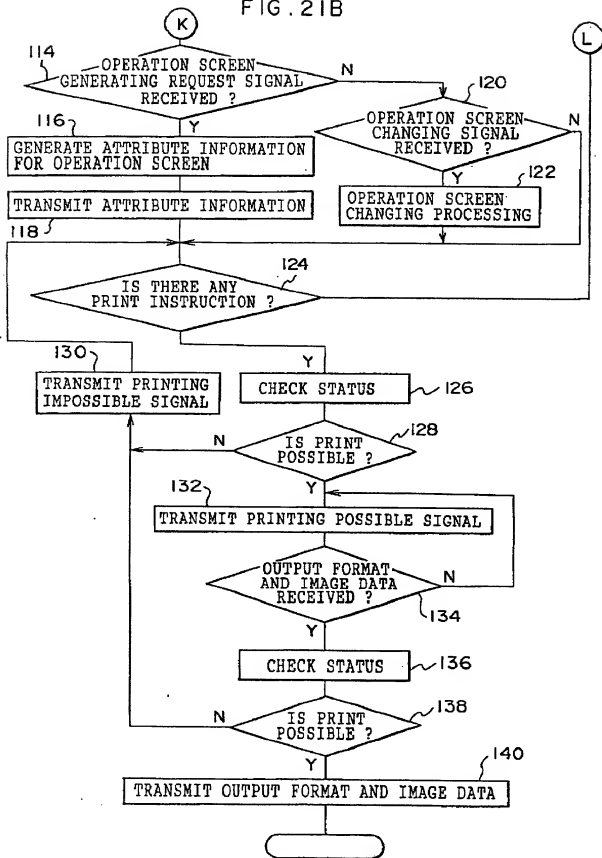 FIG. 21B
K
L
114
OPERATION SCREEN
GENERATING REQUEST SIGNAL
RECEIVED ?
N
Y
120
OPERATION SCREEN
CHANGING SIGNAL
RECEIVED ?
N
Y
116
GENERATE ATTRIBUTE INFORMATION
FOR OPERATION SCREEN
122
OPERATION SCREEN
CHANGING PROCESSING
TRANSMIT ATTRIBUTE INFORMATION
118
124
IS THERE ANY
PRINT INSTRUCTION ?
Y
130
TRANSMIT PRINTING
IMPOSSIBLE SIGNAL
CHECK STATUS
126
128
IS PRINT
POSSIBLE ?
N
Y
132
TRANSMIT PRINTING POSSIBLE SIGNAL
OUTPUT FORMAT
AND IMAGE DATA
RECEIVED ?
N
134
Y
CHECK STATUS
136
138
IS PRINT
POSSIBLE ?
N
Y
140
TRANSMIT OUTPUT FORMAT AND IMAGE DATA